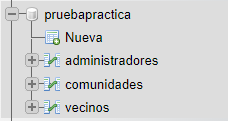 pruebapractica
Nueva
administradores
comunidades
vecinos